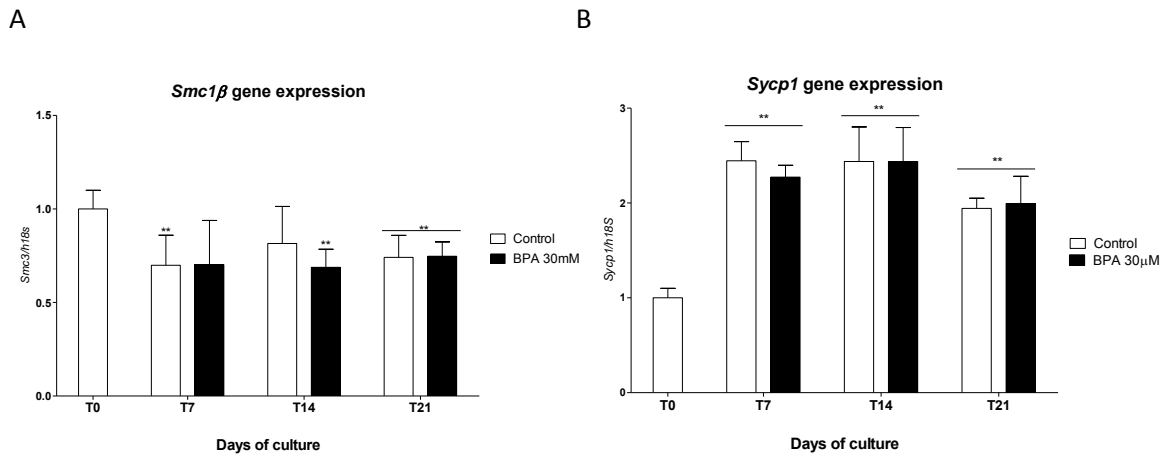 A
Smc1β gene expression
1.5
1.0
0.5
0.0
Smc3/h18s
**
**
**
Control
BPA 30mM
T0 T7 T14 T21
Days of culture
B
Sycp1 gene expression
3
2
1
0
Sycp1/h18S
**
**
**
Control
BPA 30µM
T0 T7 T14 T21
Days of culture